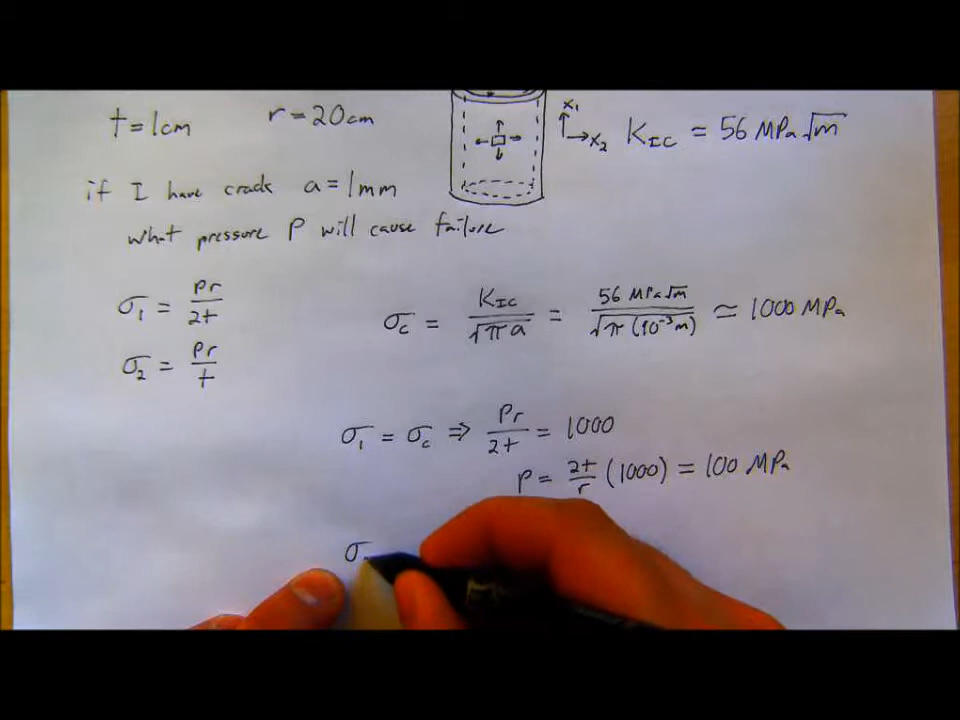 t = 1cm r = 20cm
x₁
x₂
K_IC = 56 MPa√m
if I have crack a = 1mm
what pressure P will cause failure
σ₁ = Pr/2t
σ_c = K_IC/√πa = 56 MPa√m/√π(10⁻³m) ≃ 1000 MPa
σ₂ = Pr/t
σ₁ = σ_c ⇒ Pr/2t = 1000
P = 2t/r (1000) = 100 MPa
σ